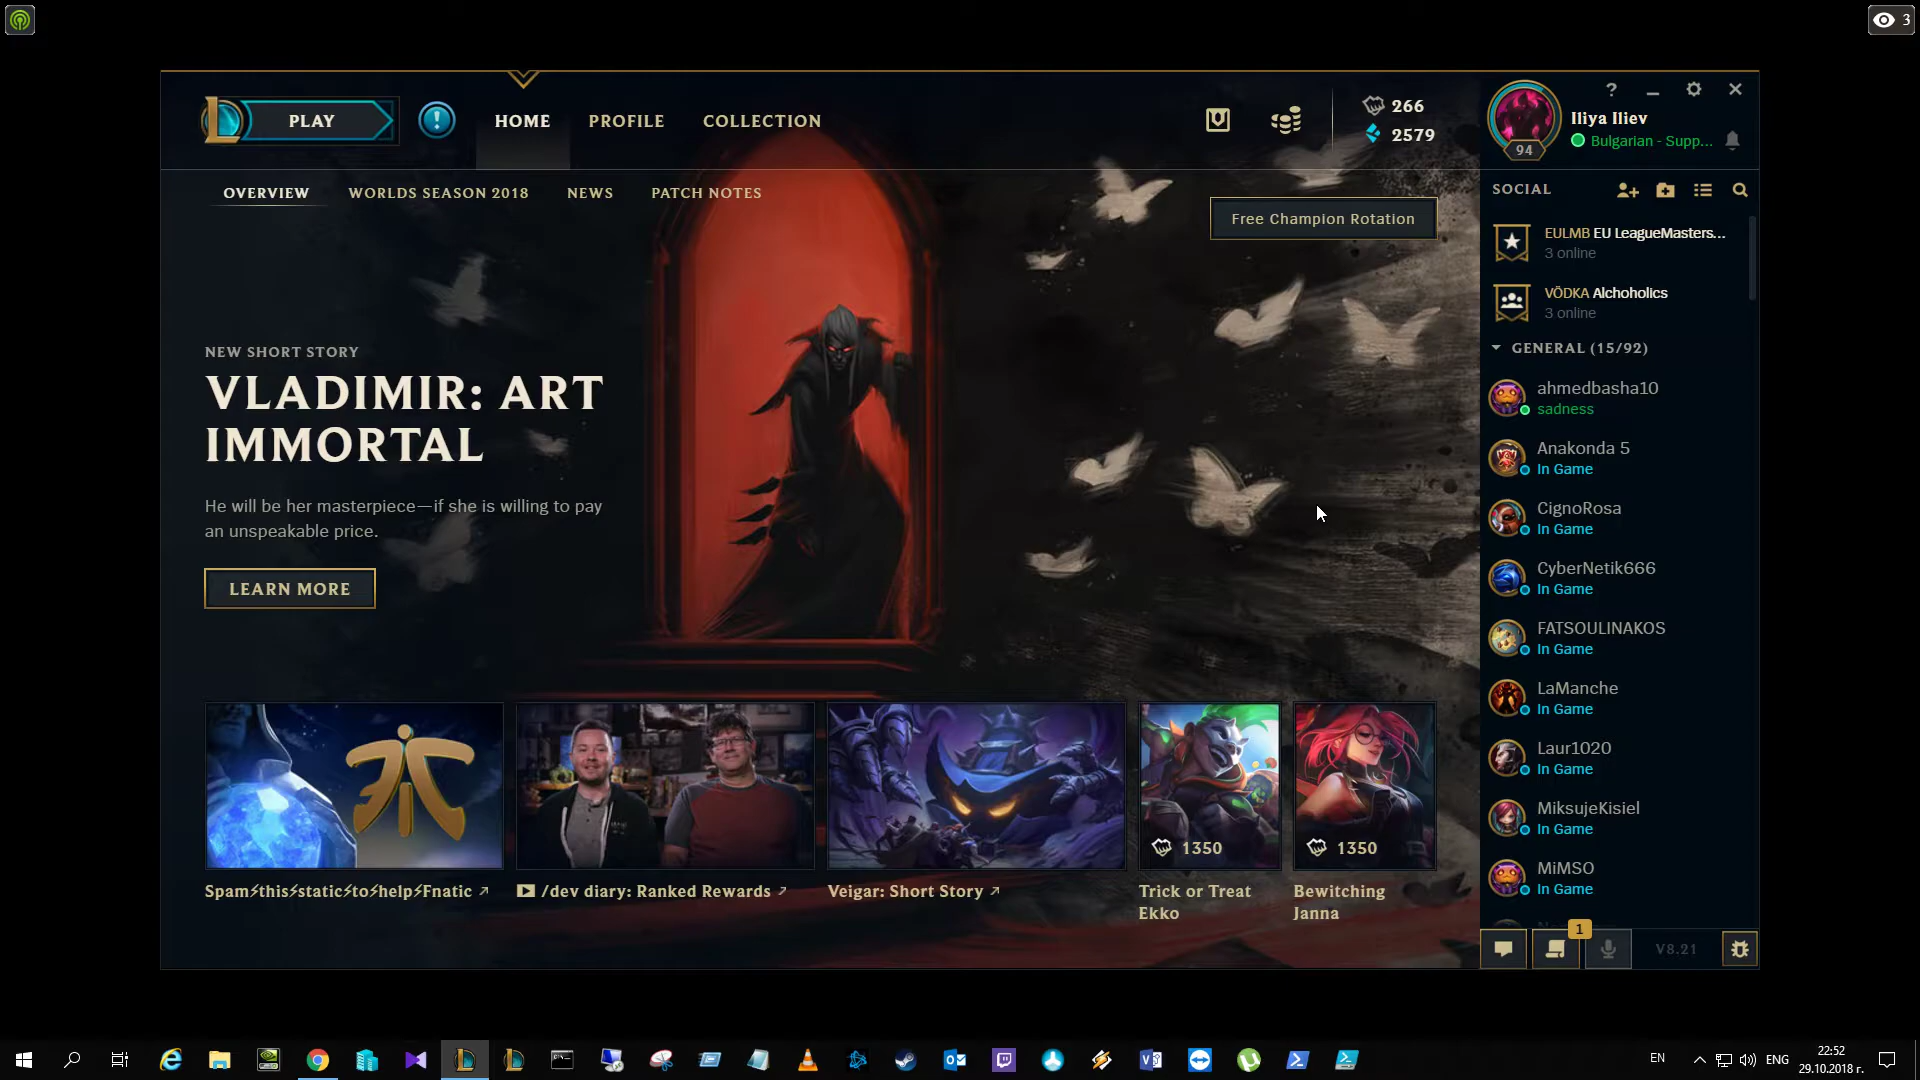 3
PLAY
HOME
PROFILE
COLLECTION
266
2579
?
Iliya Iliev
Bulgarian - Supp...
94
OVERVIEW
WORLDS SEASON 2018
NEWS
PATCH NOTES
Free Champion Rotation
SOCIAL
EULMB EU LeagueMasters...
3 online
VÖDKA Alchoholics
3 online
GENERAL (15/92)
ahmedbasha10
sadness
Anakonda 5
In Game
CignoRosa
In Game
CyberNetik666
In Game
FATSOULINAKOS
In Game
LaManche
In Game
Laur1020
In Game
MiksujeKisiel
In Game
MiMSO
In Game
NEW SHORT STORY
VLADIMIR: ART
IMMORTAL
He will be her masterpiece—if she is willing to pay
an unspeakable price.
LEARN MORE
1350
1350
Spam⚡this⚡static⚡to⚡help⚡Fnatic
/dev diary: Ranked Rewards
Veigar: Short Story
Trick or Treat
Ekko
Bewitching
Janna
1
V8.21
EN
ENG
22:52
29.10.2018 г.